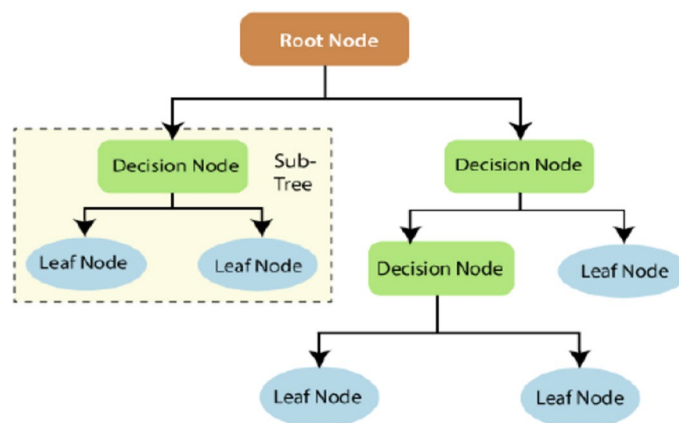 Root Node
Decision Node
Sub-
Tree
Decision Node
Leaf Node
Leaf Node
Decision Node
Leaf Node
Leaf Node
Leaf Node